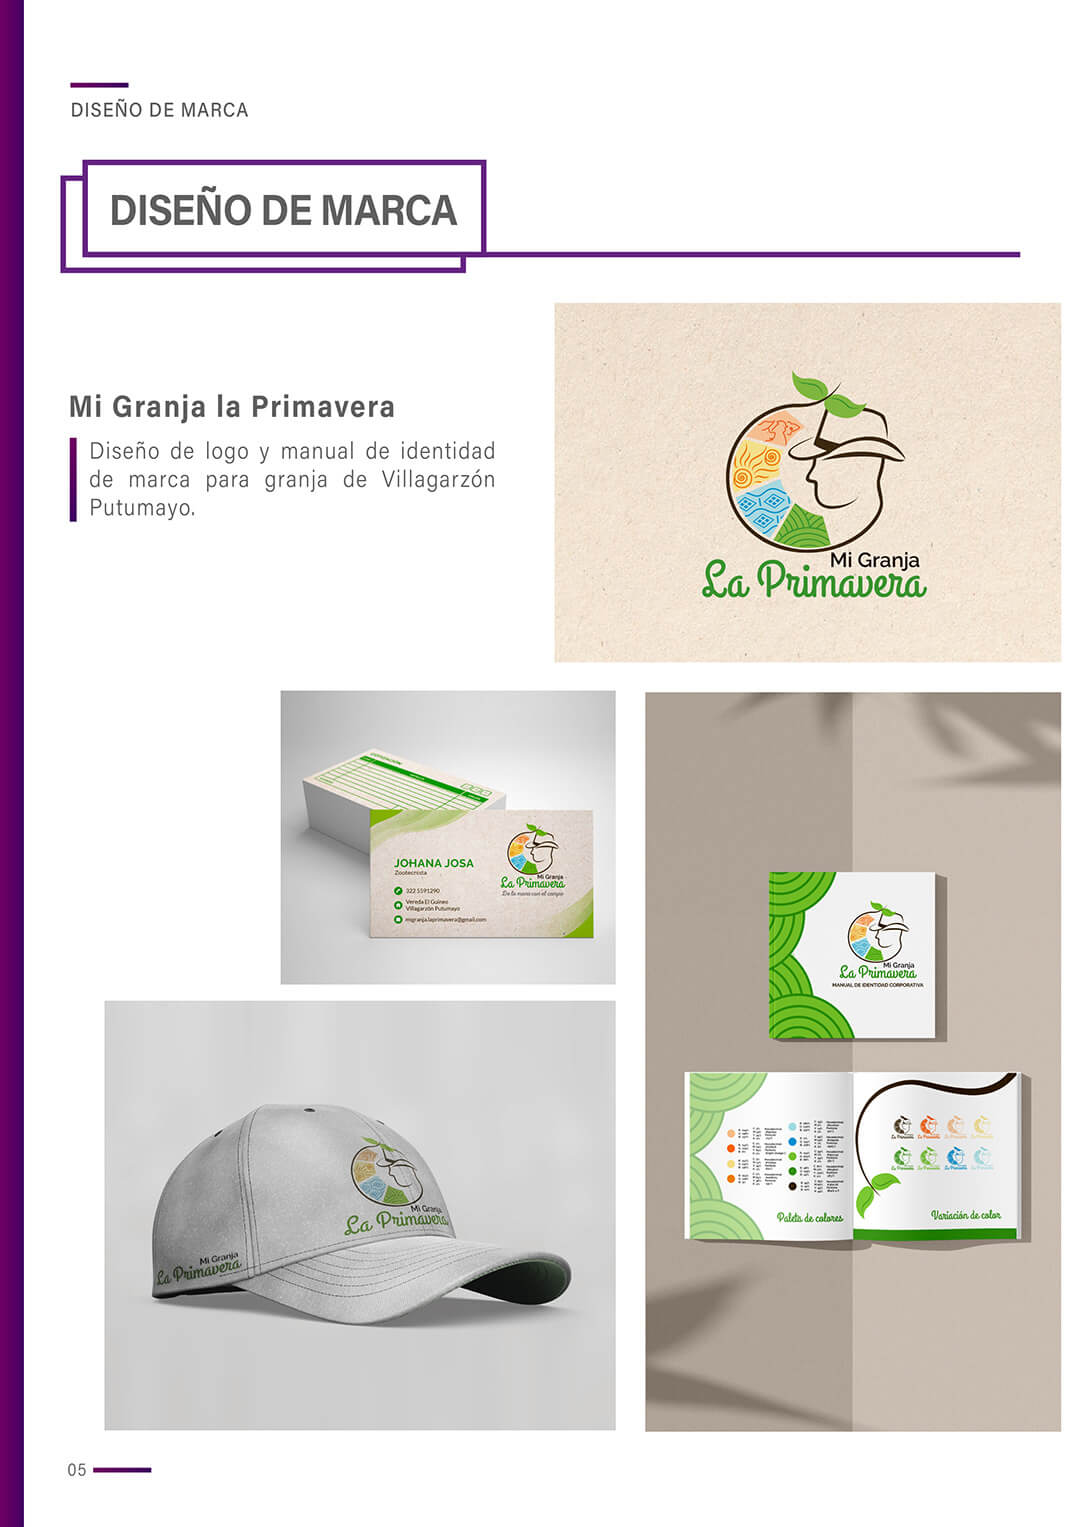 DISEÑO DE MARCA
DISEÑO DE MARCA
Mi Granja la Primavera
Diseño de logo y manual de identidad
de marca para granja de Villagarzón
Putumayo.
Mi Granja
La Primavera
JOHANA JOSA
Zootecnista
322 5591290
Vereda El Guineo
Villagarzón Putumayo
migranja.laprimavera@gmail.com
Mi Granja
La Primavera
De la mano con el campo
Mi Granja
La Primavera
MANUAL DE IDENTIDAD CORPORATIVA
Paleta de colores
Variación de color
Mi Granja
La Primavera
Mi Granja
La Primavera
05